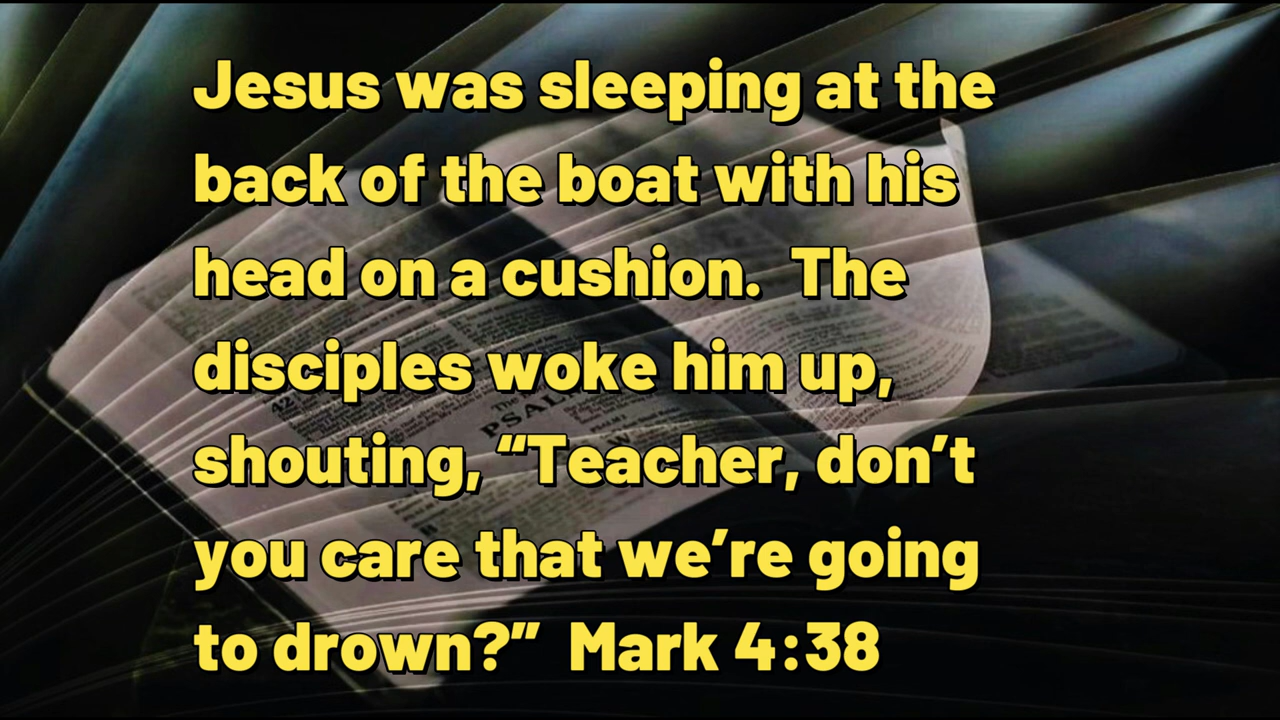 Jesus was sleeping at the
back of the boat with his
head on a cushion.  The
disciples woke him up,
shouting, “Teacher, don’t
you care that we’re going
to drown?”  Mark 4:38